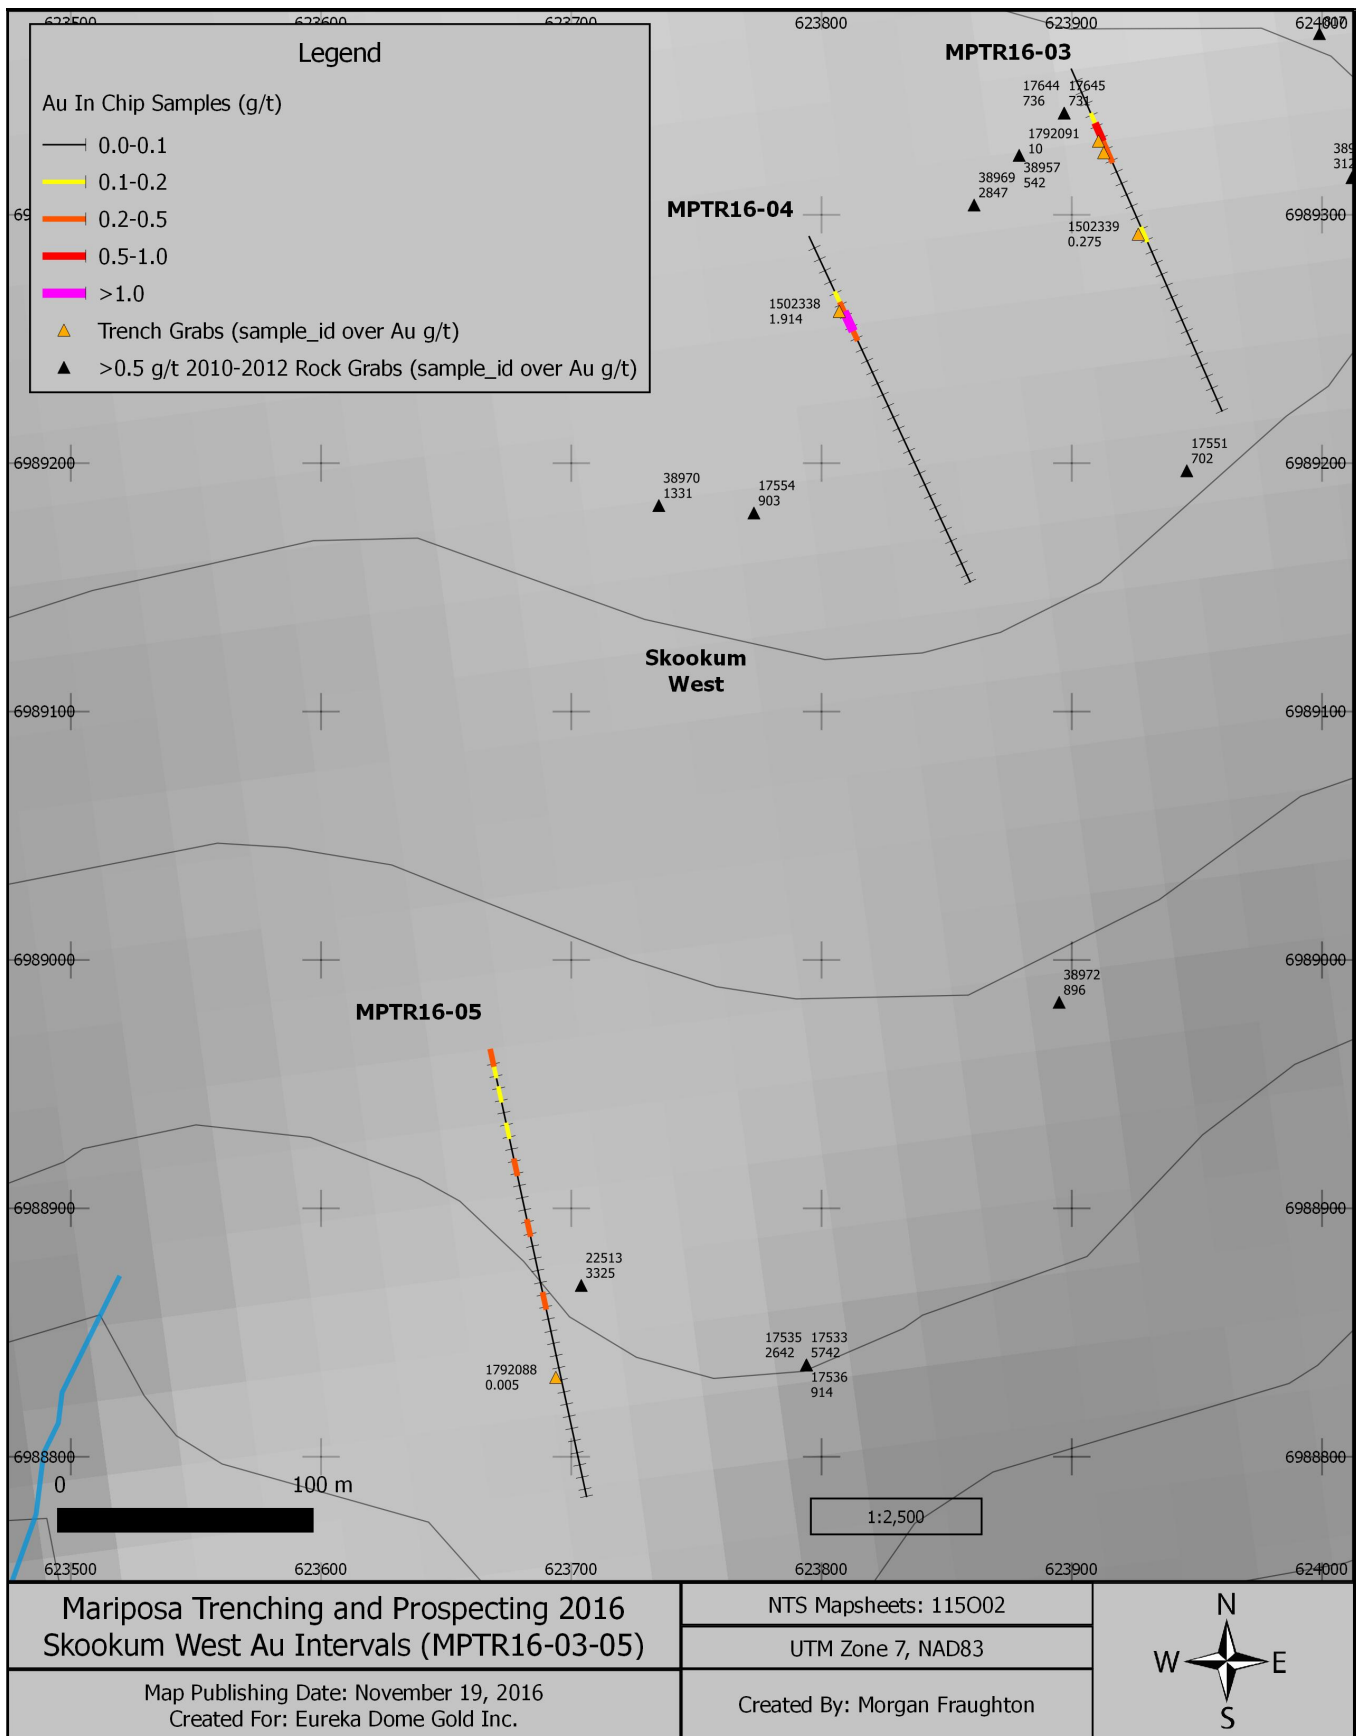 623500
623600
623700
623800
623900
624000
Legend
Au In Chip Samples (g/t)
0.0-0.1
0.1-0.2
0.2-0.5
0.5-1.0
>1.0
Trench Grabs (sample_id over Au g/t)
>0.5 g/t 2010-2012 Rock Grabs (sample_id over Au g/t)
MPTR16-03
17644 17645
736 731
1792091
10
38957
542
38969
2847
312
MPTR16-04
6989300
1502339
0.275
1502338
1.914
17551
702
6989200
6989200
38970
1331
17554
903
Skookum
West
6989100
6989100
6989000
6989000
38972
896
MPTR16-05
6988900
6988900
22513
3325
17535 17533
2642 5742
17536
914
1792088
0.005
6988800
6988800
0 100 m
1:2,500
623500
623600
623700
623800
623900
624000
Mariposa Trenching and Prospecting 2016
Skookum West Au Intervals (MPTR16-03-05)
Map Publishing Date: November 19, 2016
Created For: Eureka Dome Gold Inc.
NTS Mapsheets: 115O02
UTM Zone 7, NAD83
Created By: Morgan Fraughton
N
W E
S